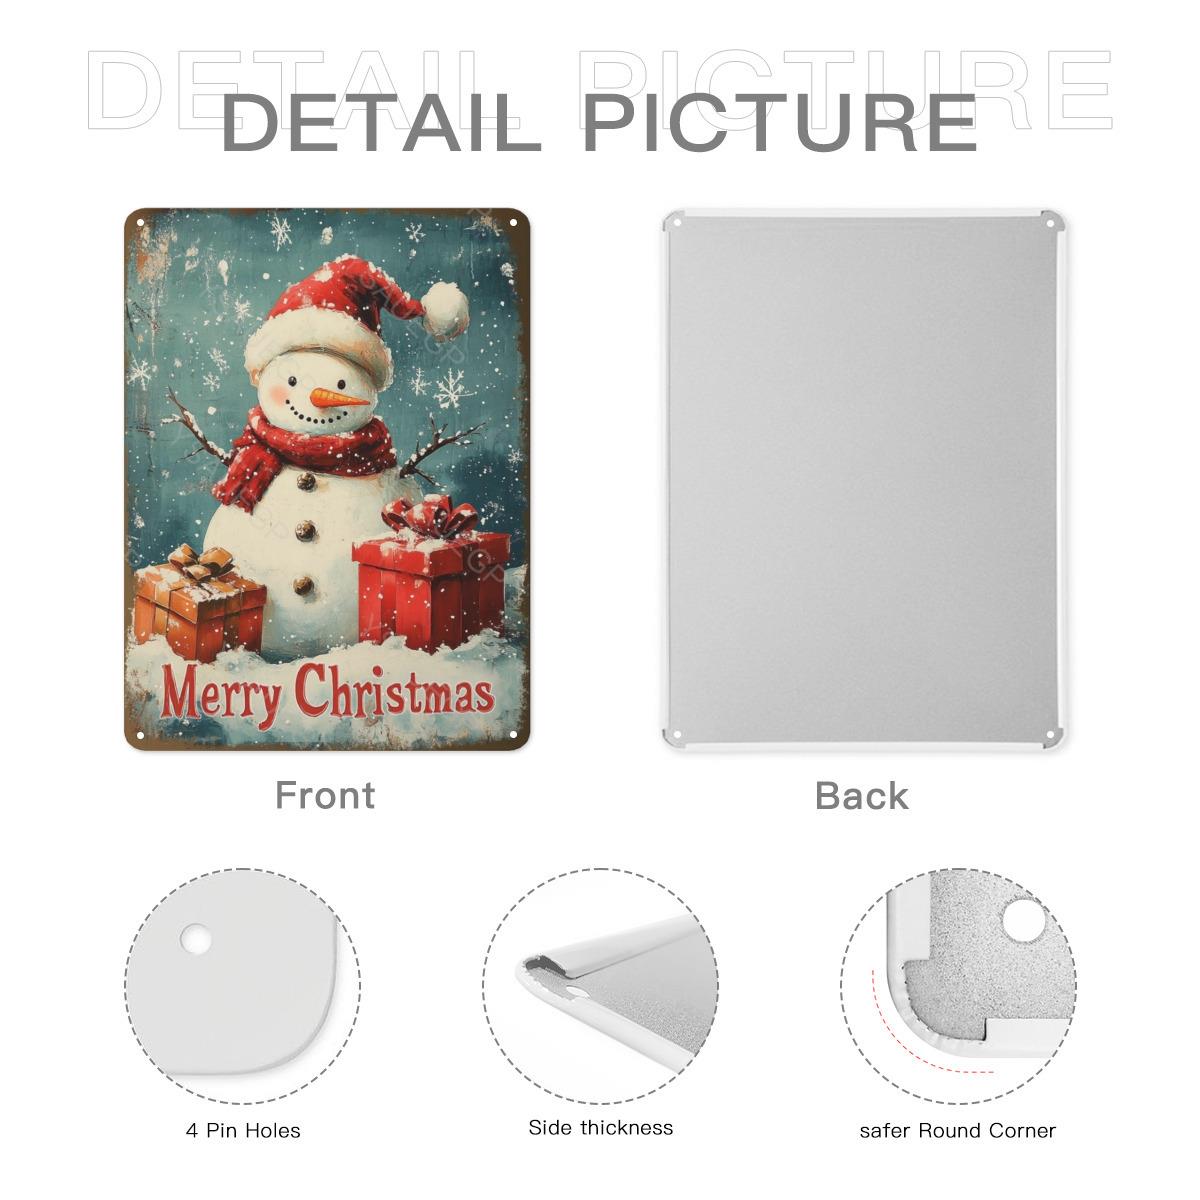 DETAIL PICTURE
DETAIL PICTURE
Merry Christmas
Front
Back
4 Pin Holes
Side thickness
safer Round Corner